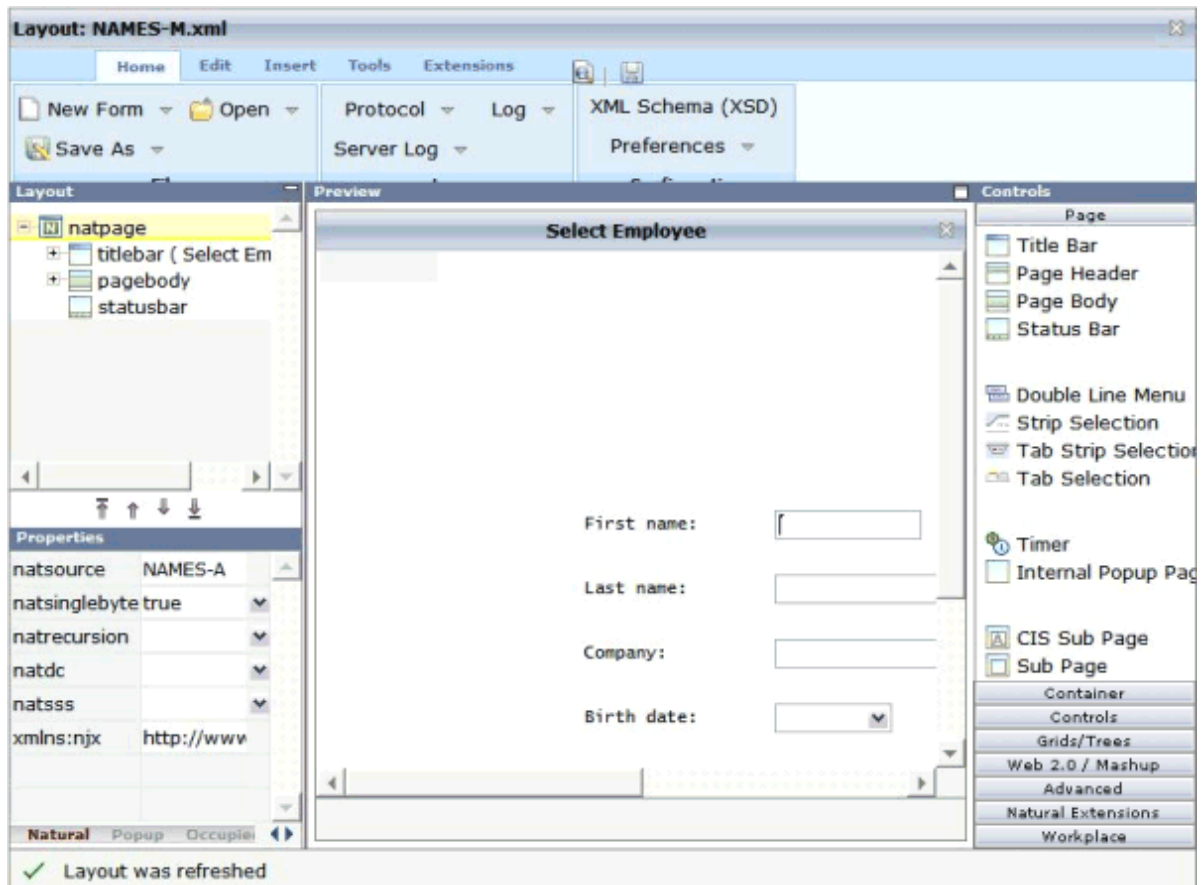 Layout: NAMES-M.xml
Home Edit Insert Tools Extensions
New Form Open Protocol Log XML Schema (XSD)
Save As Server Log Preferences
Layout
natpage
titlebar ( Select Em
pagebody
statusbar
Properties
natsource NAMES-A
natsinglebyte true
natrecursion
natdc
natsss
xmlns:njx http://www
Natural Popup Occupie
Preview
Select Employee
First name:
Last name:
Company:
Birth date:
Controls
Page
Title Bar
Page Header
Page Body
Status Bar
Double Line Menu
Strip Selection
Tab Strip Selection
Tab Selection
Timer
Internal Popup Pag
CIS Sub Page
Sub Page
Container
Controls
Grids/Trees
Web 2.0 / Mashup
Advanced
Natural Extensions
Workplace
Layout was refreshed